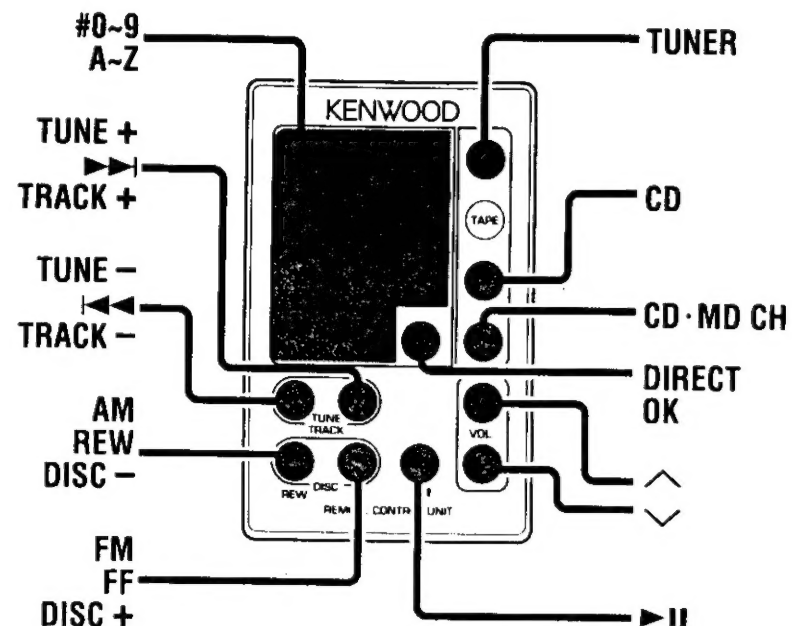 #0~9
A~Z
TUNE +
▶▶|
TRACK +
TUNE −
|◀◀
TRACK −
AM
REW
DISC −
FM
FF
DISC +
KENWOOD
TAPE
TUNE
TRACK
VOL
REW DISC
UNIT
TUNER
CD
CD·MD CH
DIRECT
OK
▶II